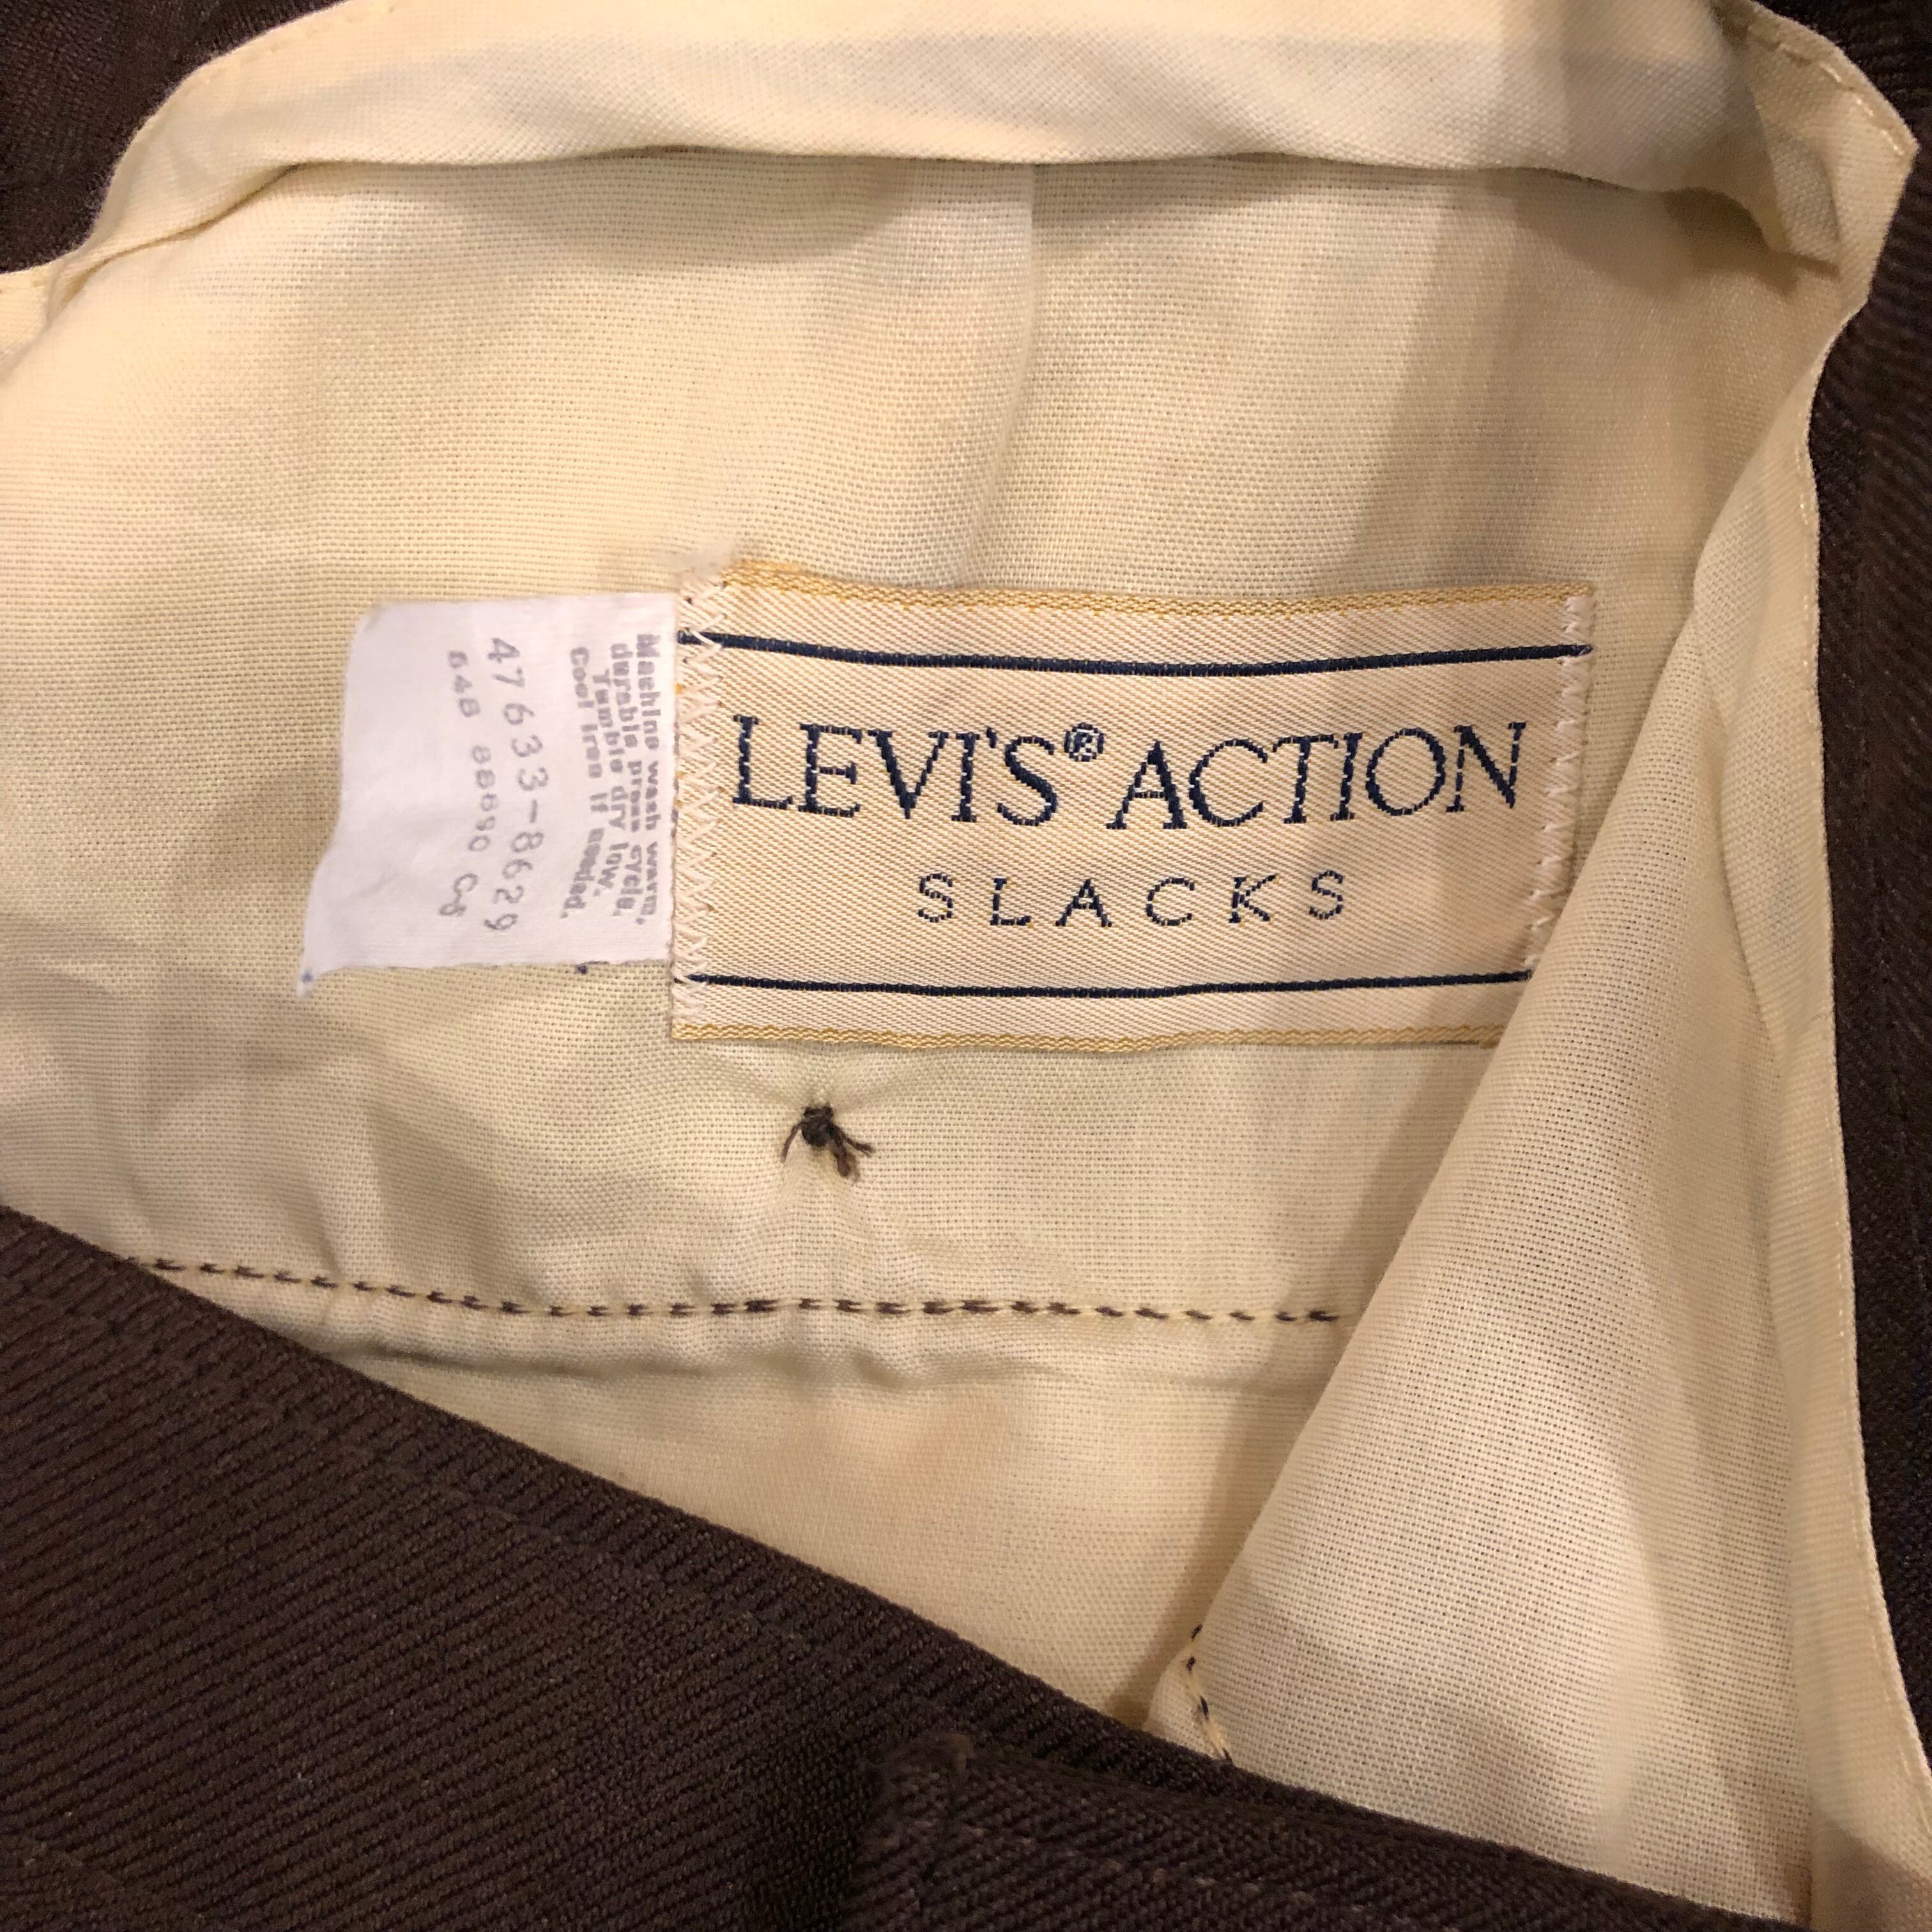 LEVI'S® ACTION
SLACKS
Machine wash warm,
durable press cycle.
Tumble dry low.
Cool iron if needed.
47633-8629